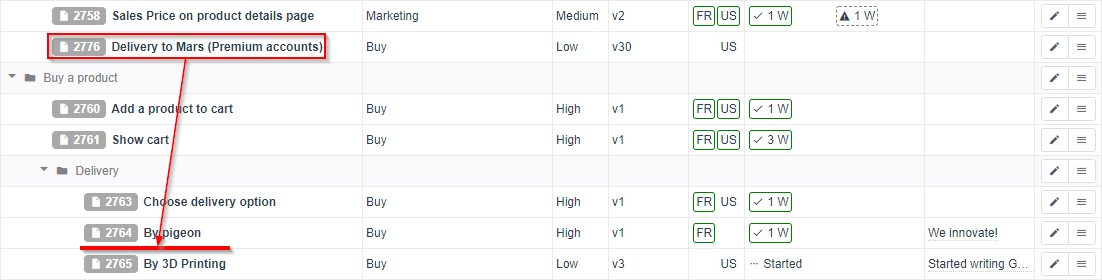 2758 Sales Price on product details page Marketing Medium v2 FR US 1 W 1 W
2776 Delivery to Mars (Premium accounts) Buy Low v30 US
Buy a product
2760 Add a product to cart Buy High v1 FR US 1 W
2761 Show cart Buy High v1 FR US 3 W
Delivery
2763 Choose delivery option Buy High v1 FR US 1 W
2764 By pigeon Buy High v1 FR 1 W We innovate!
2765 By 3D Printing Buy Low v3 US ··· Started Started writing G...